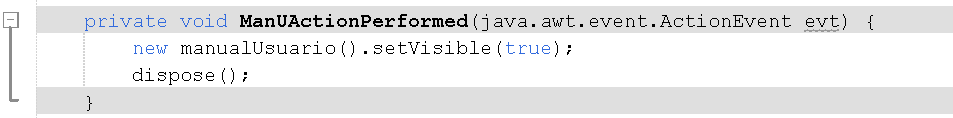 private void ManUActionPerformed(java.awt.event.ActionEvent evt) {
new manualUsuario().setVisible(true);
dispose();
}